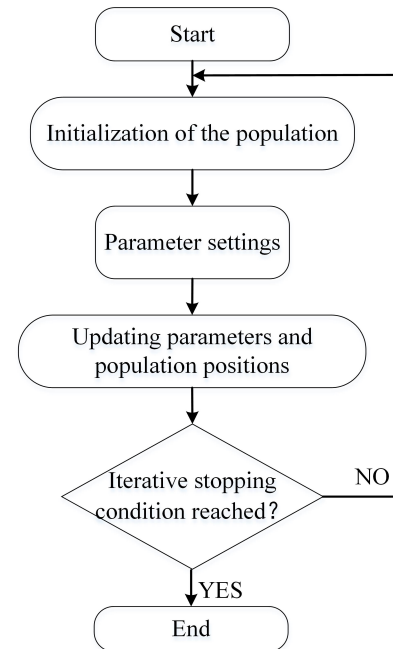 Start
Initialization of the population
Parameter settings
Updating parameters and
population positions
Iterative stopping
condition reached?
NO
YES
End